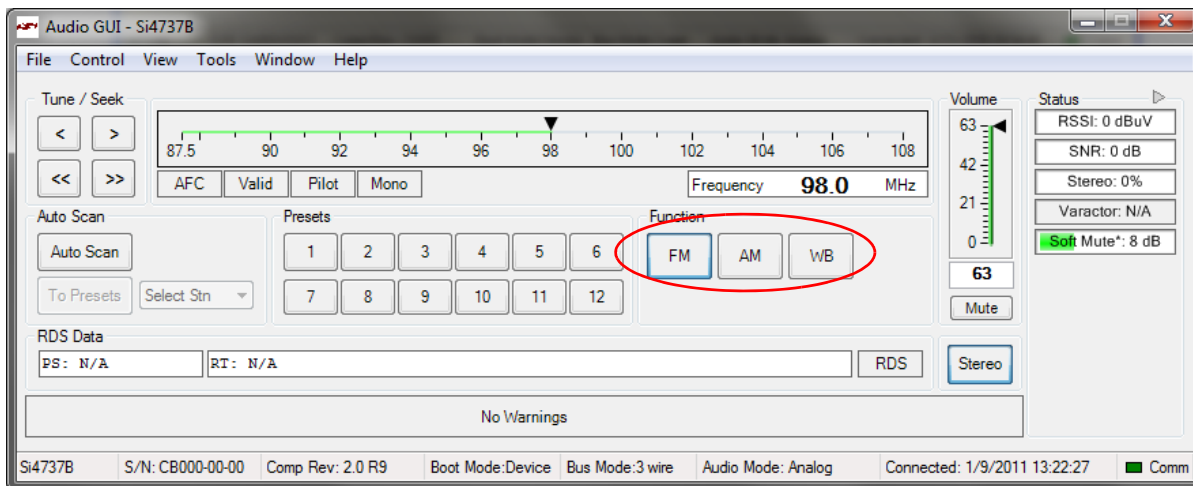 Audio GUI - Si4737B
File Control View Tools Window Help
Tune / Seek
< >
<< >>
87.5 90 92 94 96 98 100 102 104 106 108
AFC Valid Pilot Mono
Frequency 98.0 MHz
Auto Scan
Auto Scan
To Presets Select Stn
Presets
1 2 3 4 5 6
7 8 9 10 11 12
Function
FM AM WB
Volume
63
42
21
0
63
Mute
Stereo
Status
RSSI: 0 dBuV
SNR: 0 dB
Stereo: 0%
Varactor: N/A
Soft Mute*: 8 dB
RDS Data
PS: N/A RT: N/A RDS
No Warnings
Si4737B S/N: CB000-00-00 Comp Rev: 2.0 R9 Boot Mode:Device Bus Mode:3 wire Audio Mode: Analog Connected: 1/9/2011 13:22:27 Comm